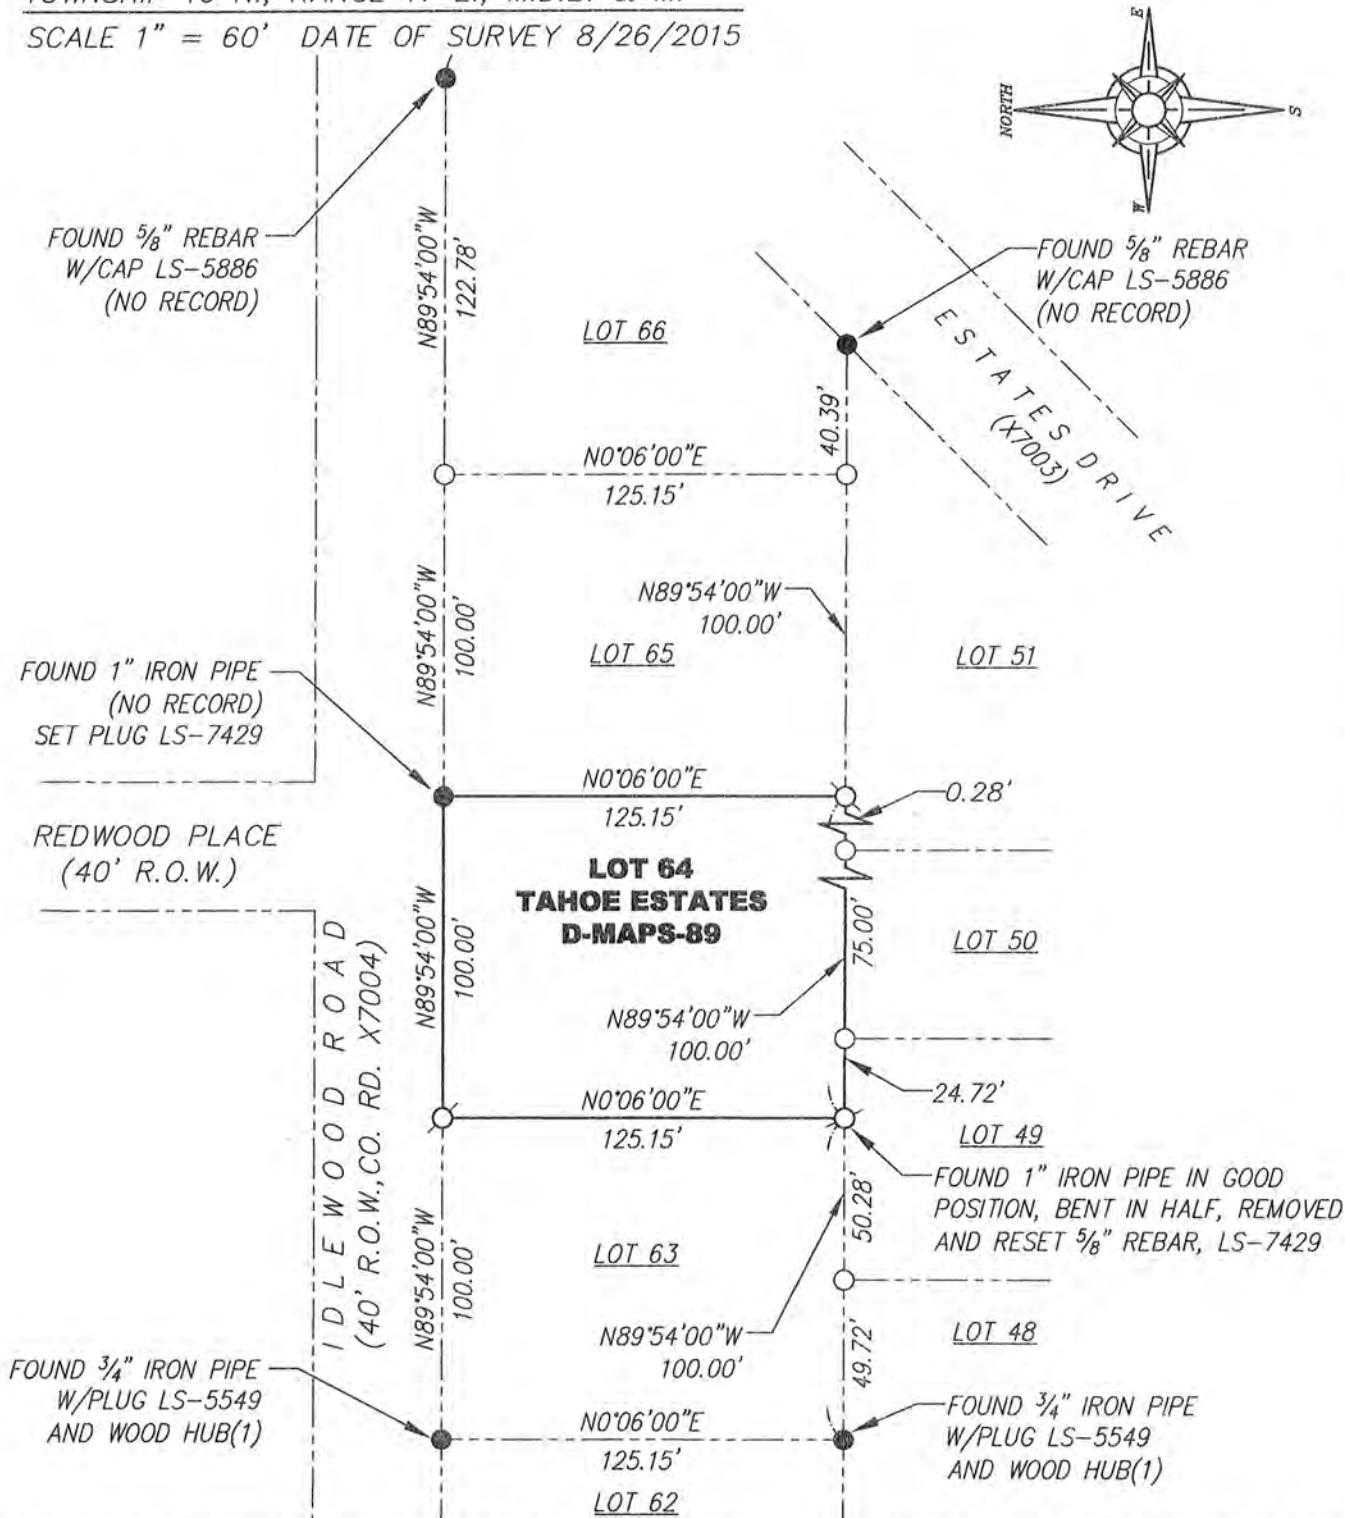 SCALE 1" = 60' DATE OF SURVEY 8/26/2015
E
NORTH
S
W
FOUND 5/8" REBAR
W/CAP LS-5886
(NO RECORD)
N89°54'00"W
122.78'
LOT 66
FOUND 5/8" REBAR
W/CAP LS-5886
(NO RECORD)
ESTATES DRIVE
(X7003)
40.39'
N0°06'00"E
125.15'
N89°54'00"W
100.00'
N89°54'00"W
100.00'
LOT 65
LOT 51
FOUND 1" IRON PIPE
(NO RECORD)
SET PLUG LS-7429
N0°06'00"E
125.15'
0.28'
REDWOOD PLACE
(40' R.O.W.)
LOT 64
TAHOE ESTATES
D-MAPS-89
N89°54'00"W
100.00'
75.00'
LOT 50
N89°54'00"W
100.00'
IDLEWOOD ROAD
(40' R.O.W.,CO. RD. X7004)
24.72'
N0°06'00"E
125.15'
LOT 49
FOUND 1" IRON PIPE IN GOOD
POSITION, BENT IN HALF, REMOVED
AND RESET 5/8" REBAR, LS-7429
50.28'
N89°54'00"W
100.00'
LOT 63
N89°54'00"W
100.00'
LOT 48
49.72'
FOUND 3/4" IRON PIPE
W/PLUG LS-5549
AND WOOD HUB(1)
N0°06'00"E
125.15'
FOUND 3/4" IRON PIPE
W/PLUG LS-5549
AND WOOD HUB(1)
LOT 62